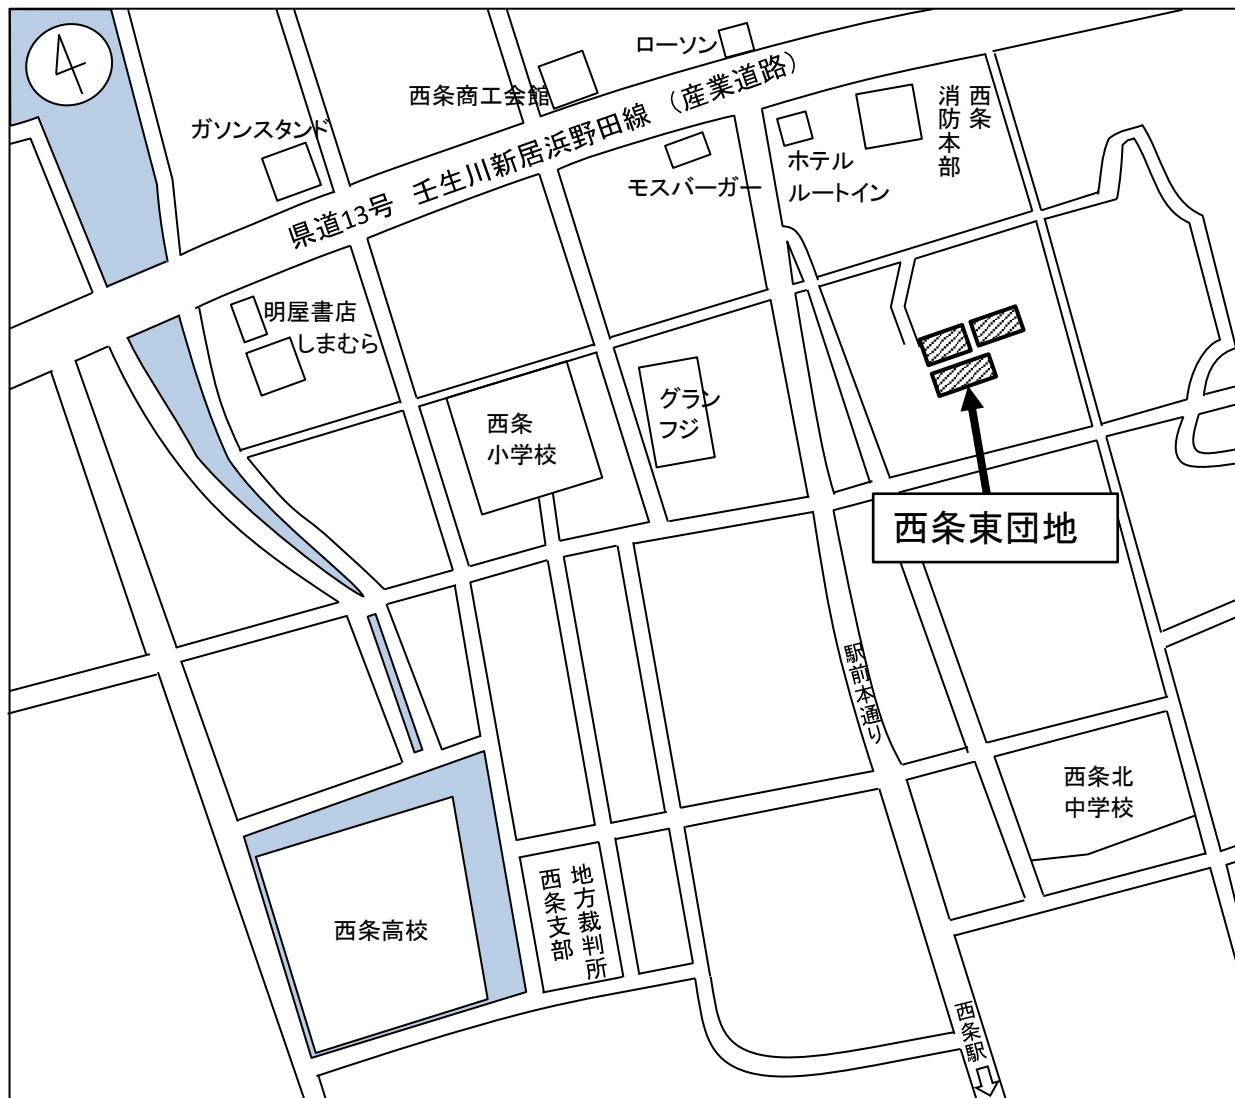 ローソン
西条商工会館
ガソンスタンド
県道13号 壬生川新居浜野田線 (産業道路)
西条
消防本部
ホテル
ルートイン
モスバーガー
明屋書店
しまむら
西条
小学校
グラン
フジ
西条東団地
駅前本通り
西条北
中学校
地方裁判所
西条支部
西条高校
西条駅